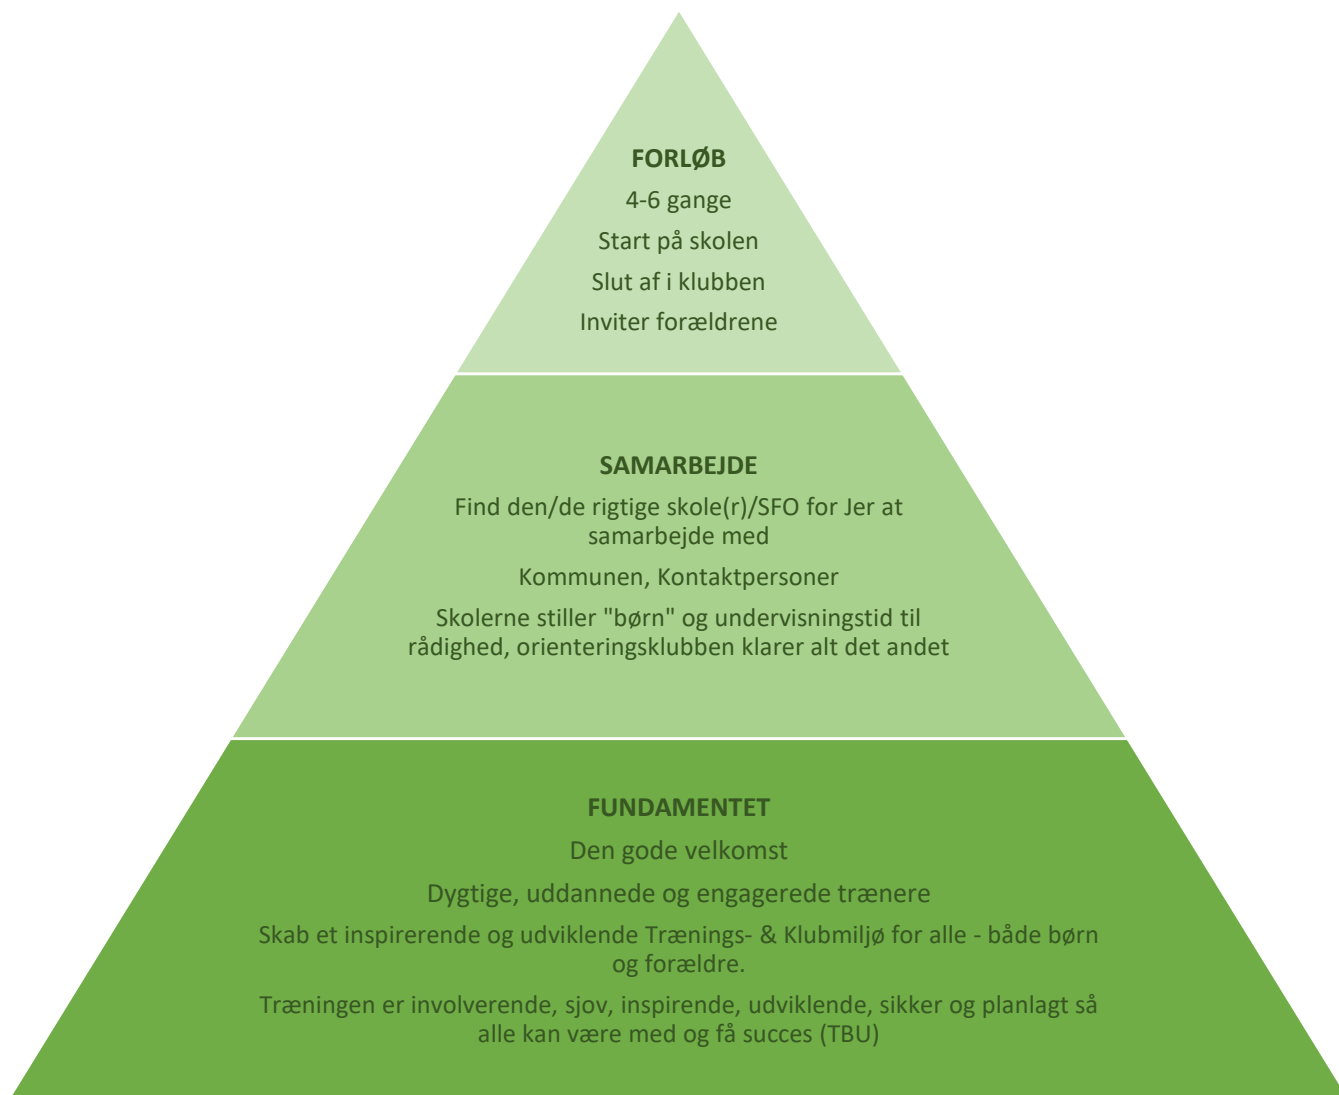 FORLØB
4-6 gange
Start på skolen
Slut af i klubben
Inviter forældrene
SAMARBEJDE
Find den/de rigtige skole(r)/SFO for Jer at
samarbejde med
Kommunen, Kontaktpersoner
Skolerne stiller "børn" og undervisningstid til
rådighed, orienteringsklubben klarer alt det andet
FUNDAMENTET
Den gode velkomst
Dygtige, uddannede og engagerede trænere
Skab et inspirerende og udviklende Trænings- & Klubmiljø for alle - både børn
og forældre.
Træningen er involverende, sjov, inspirende, udviklende, sikker og planlagt så
alle kan være med og få succes (TBU)